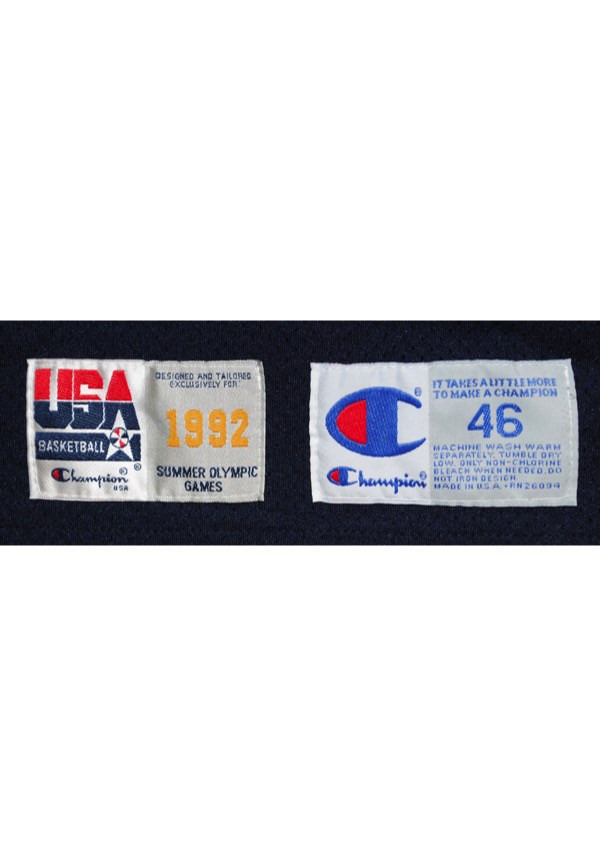 USA
BASKETBALL
Champion®®
USA
DESIGNED AND TAILORED
EXCLUSIVELY FOR
1992
SUMMER OLYMPIC
GAMES
®
Champion
IT TAKES A LITTLE MORE
TO MAKE A CHAMPION
46
MACHINE WASH WARM
SEPARATELY. TUMBLE DRY
LOW. ONLY NON-CHLORINE
BLEACH WHEN NEEDED. DO
NOT IRON DESIGN.
MADE IN U.S.A. • RN26094